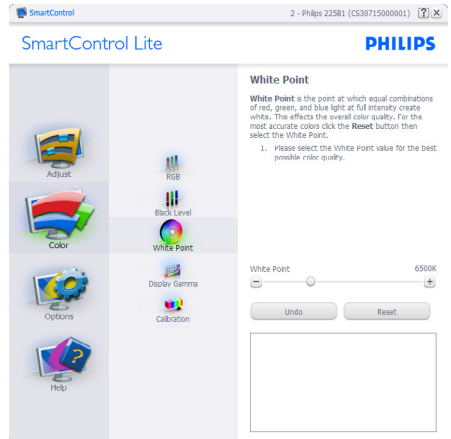 SmartControl
2 - Philips 225B1 (CS30715000001)
?
SmartControl Lite
PHILIPS
Adjust
Color
Options
Help
RGB
Black Level
White Point
Display Gamma
Calibration
White Point
White Point is the point at which equal combinations
of red, green, and blue light at full intensity create
white. This effects the overall color quality. For the
most accurate colors click the Reset button then
select the White Point.
1. Please select the White Point value for the best
possible color quality.
White Point 6500K
Undo Reset